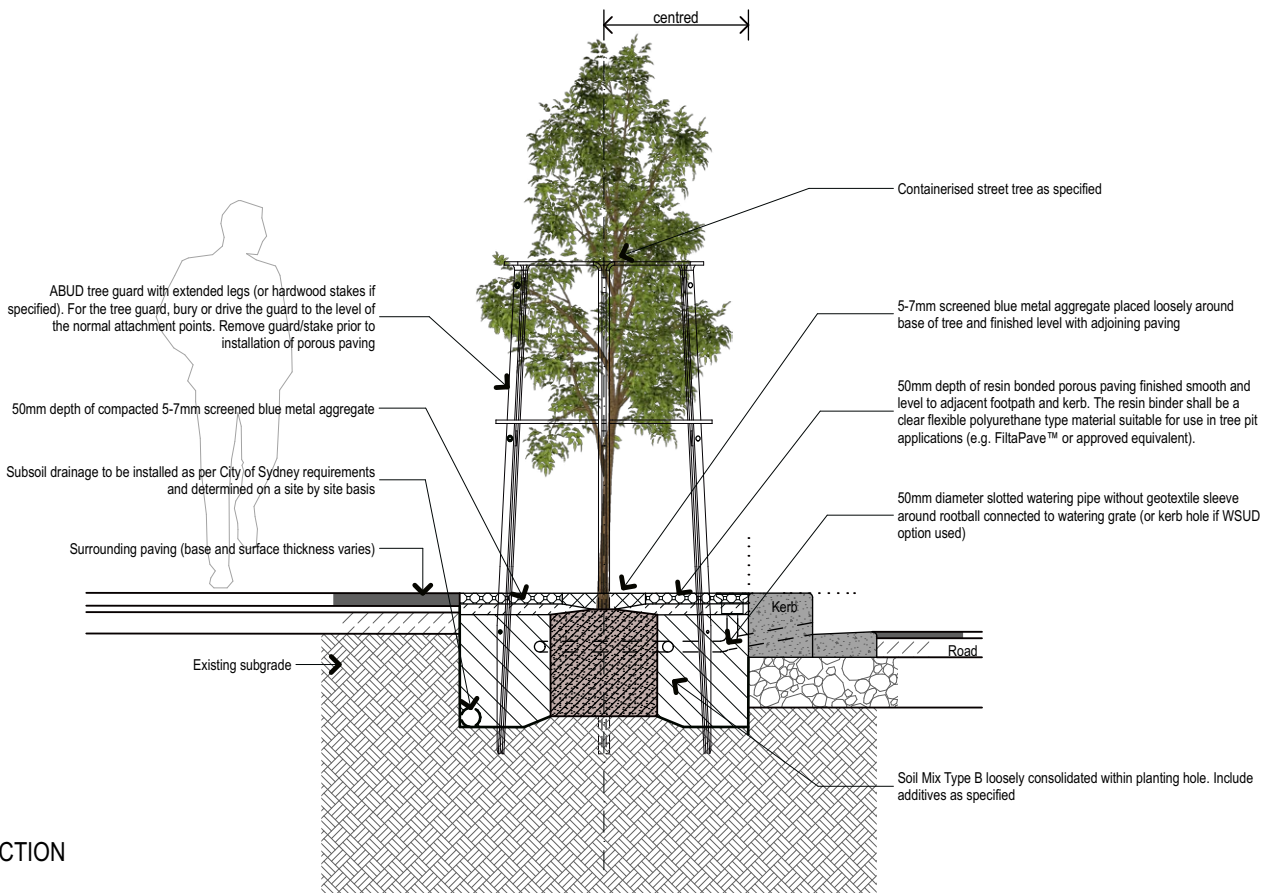 centred
Containerised street tree as specified
ABUD tree guard with extended legs (or hardwood stakes if
specified). For the tree guard, bury or drive the guard to the level of
the normal attachment points. Remove guard/stake prior to
installation of porous paving
5-7mm screened blue metal aggregate placed loosely around
base of tree and finished level with adjoining paving
50mm depth of compacted 5-7mm screened blue metal aggregate
50mm depth of resin bonded porous paving finished smooth and
level to adjacent footpath and kerb. The resin binder shall be a
clear flexible polyurethane type material suitable for use in tree pit
applications (e.g. FiltaPave™ or approved equivalent).
Subsoil drainage to be installed as per City of Sydney requirements
and determined on a site by site basis
50mm diameter slotted watering pipe without geotextile sleeve
around rootball connected to watering grate (or kerb hole if WSUD
option used)
Surrounding paving (base and surface thickness varies)
Kerb
Road
Existing subgrade
Soil Mix Type B loosely consolidated within planting hole. Include
additives as specified
CTION